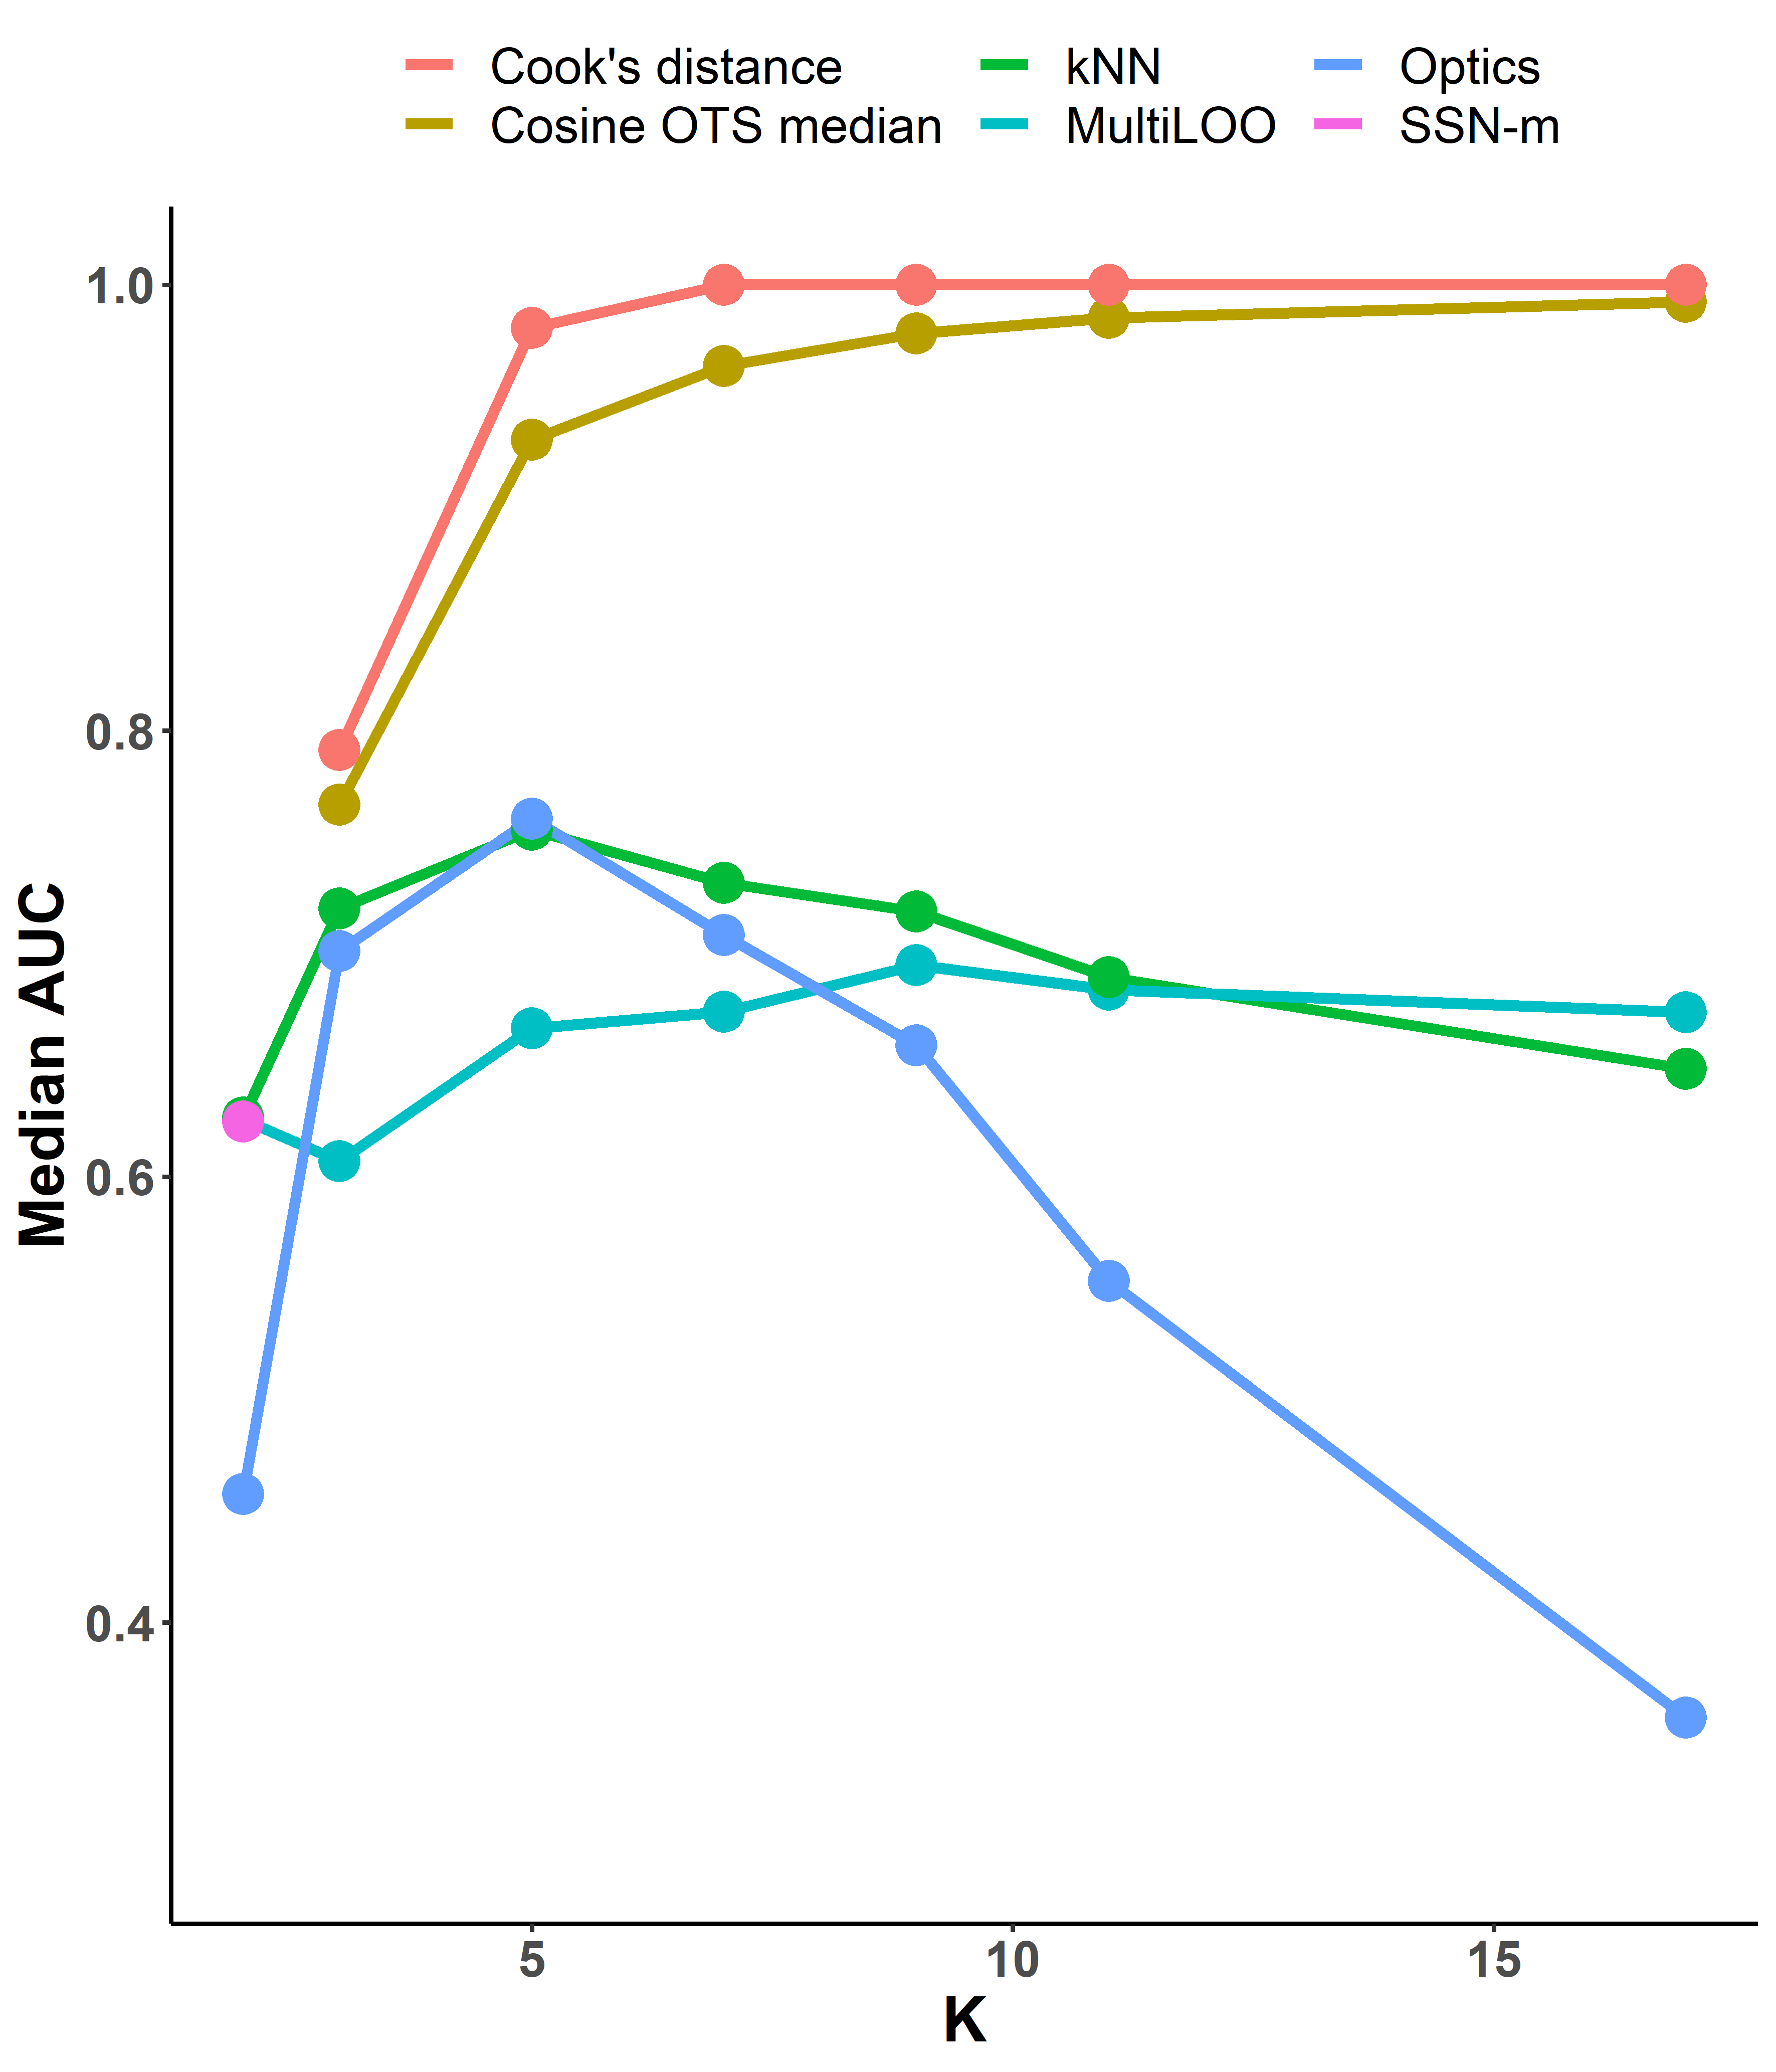 Cook's distance kNN Optics
Cosine OTS median MultiLOO SSN-m
1.0
0.8
0.6
0.4
Median AUC
5 10 15
K